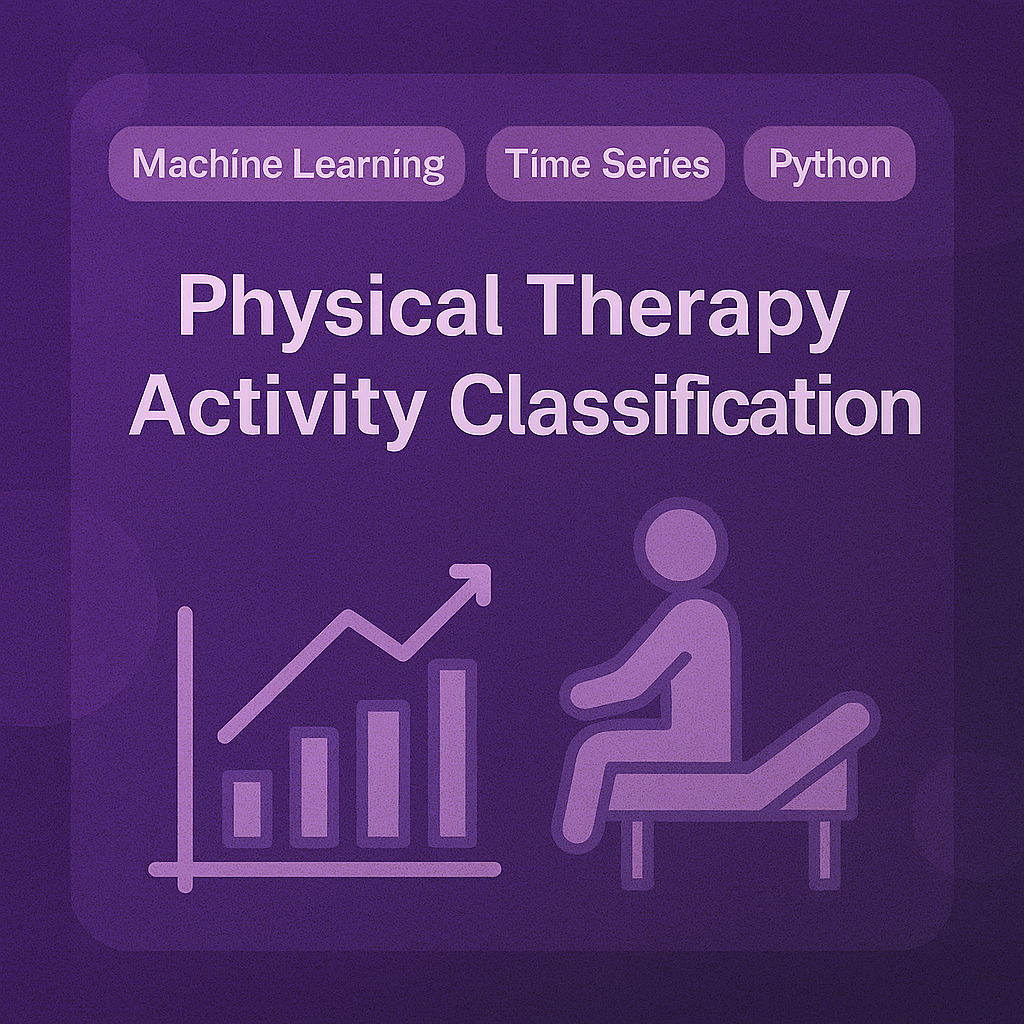 Machine Learning Time Series Python
Physical Therapy
Activity Classification